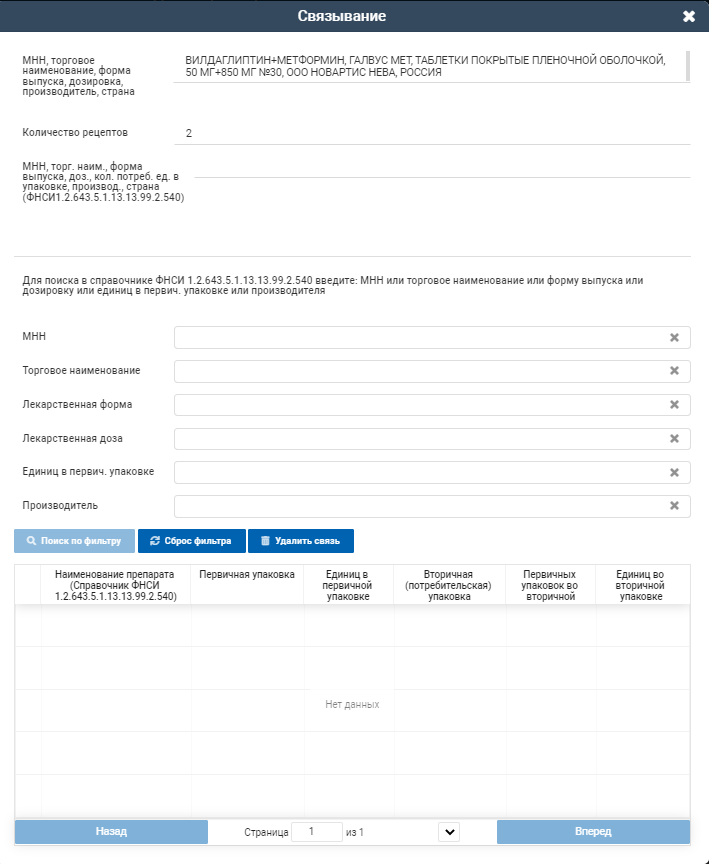 Связывание
МНН, торговое
наименование, форма
выпуска, дозировка,
производитель, страна
ВИЛДАГЛИПТИН+МЕТФОРМИН, ГАЛВУС МЕТ, ТАБЛЕТКИ ПОКРЫТЫЕ ПЛЕНОЧНОЙ ОБОЛОЧКОЙ,
50 МГ+850 МГ №30, ООО НОВАРТИС НЕВА, РОССИЯ
Количество рецептов
2
МНН, торг. наим., форма
выпуска, доз., кол. потреб. ед. в
упаковке, производ., страна
(ФНСИ1.2.643.5.1.13.13.99.2.540)
Для поиска в справочнике ФНСИ 1.2.643.5.1.13.13.99.2.540 введите: МНН или торговое наименование или форму выпуска или
дозировку или единиц в первич. упаковке или производителя
МНН
Торговое наименование
Лекарственная форма
Лекарственная доза
Единиц в первич. упаковке
Производитель
Поиск по фильтру
Сброс фильтра
Удалить связь
Наименование препарата
(Справочник ФНСИ
1.2.643.5.1.13.13.99.2.540)
Первичная упаковка
Единиц в
первичной
упаковке
Вторичная
(потребительская)
упаковка
Первичных
упаковок во
вторичной
Единиц во
вторичной
упаковке
Нет данных
Назад
Страница 1 из 1
Вперед